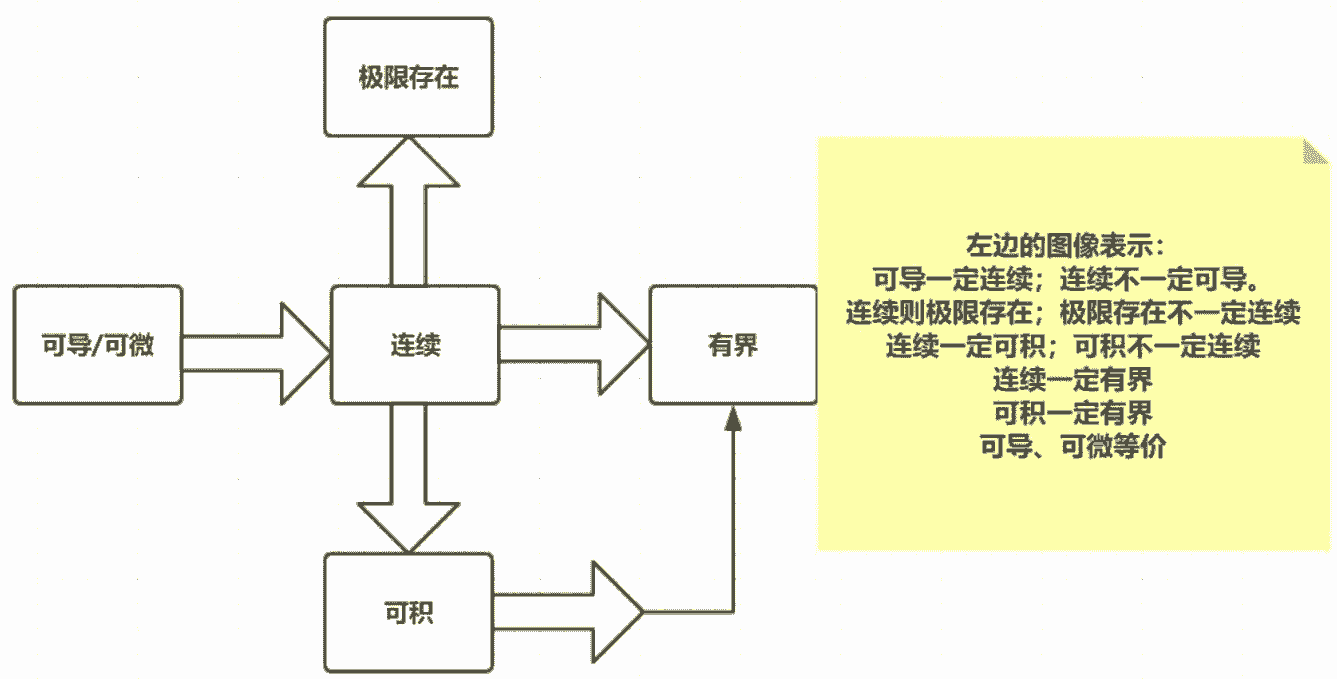 极限存在
可导/可微
连续
有界
可积
左边的图像表示：
可导一定连续；连续不一定可导。
连续则极限存在；极限存在不一定连续
连续一定可积；可积不一定连续
连续一定有界
可积一定有界
可导、可微等价